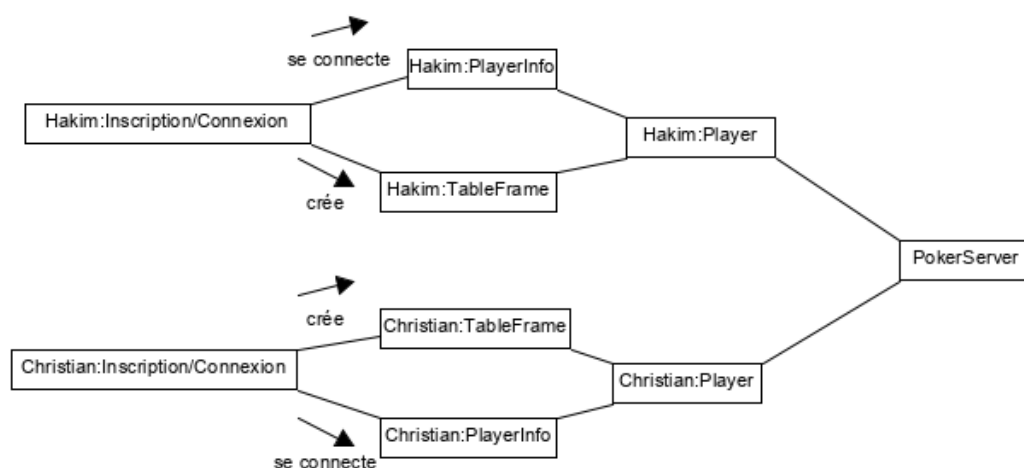 se connecte
Hakim:PlayerInfo
Hakim:Inscription/Connexion
Hakim:Player
crée
Hakim:TableFrame
PokerServer
crée
Christian:TableFrame
Christian:Inscription/Connexion
Christian:Player
Christian:PlayerInfo
se connecte